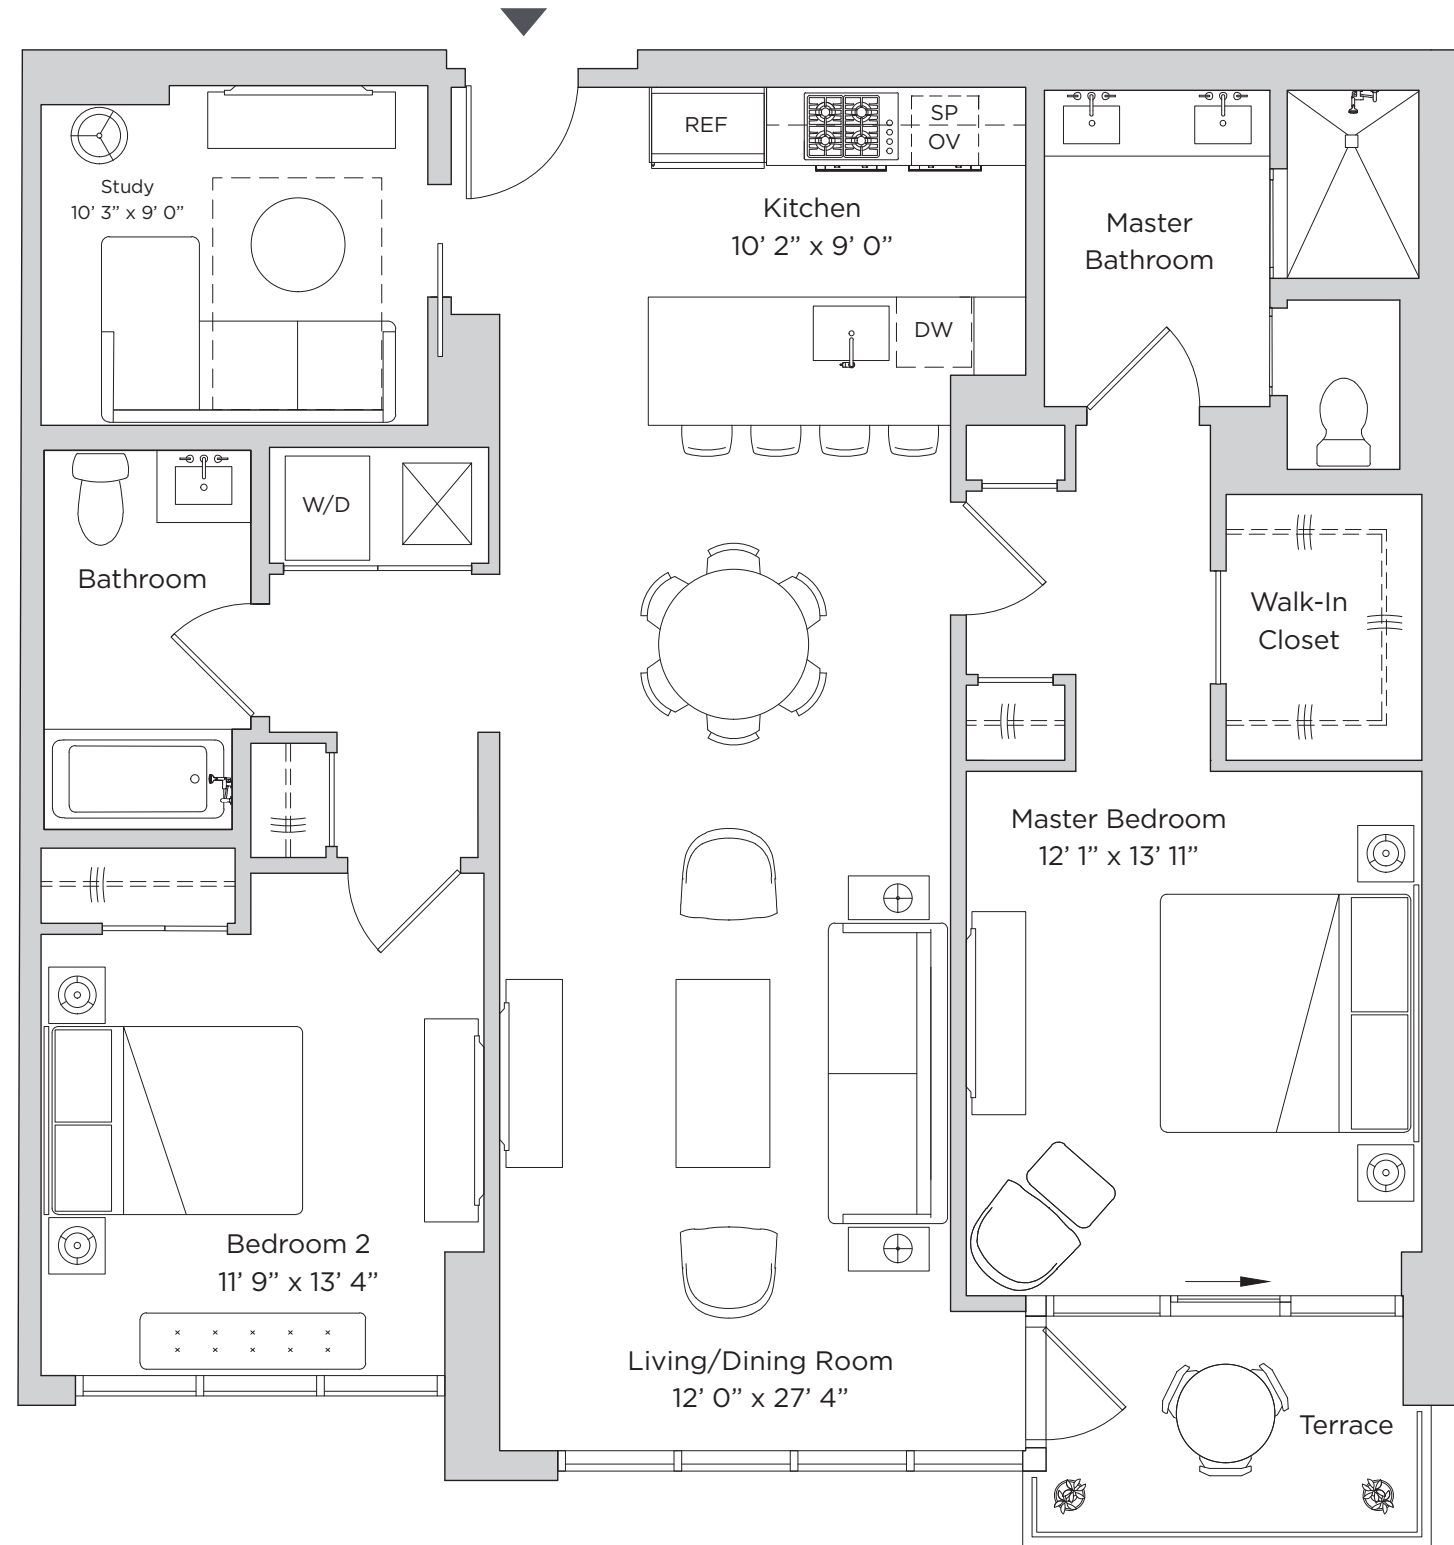 REF
SP
OV
Study
10’ 3” x 9’ 0”
Kitchen
10’ 2” x 9’ 0”
Master
Bathroom
DW
W/D
Bathroom
Walk-In
Closet
Master Bedroom
12’ 1” x 13’ 11”
Bedroom 2
11’ 9” x 13’ 4”
Living/Dining Room
12’ 0” x 27’ 4”
Terrace